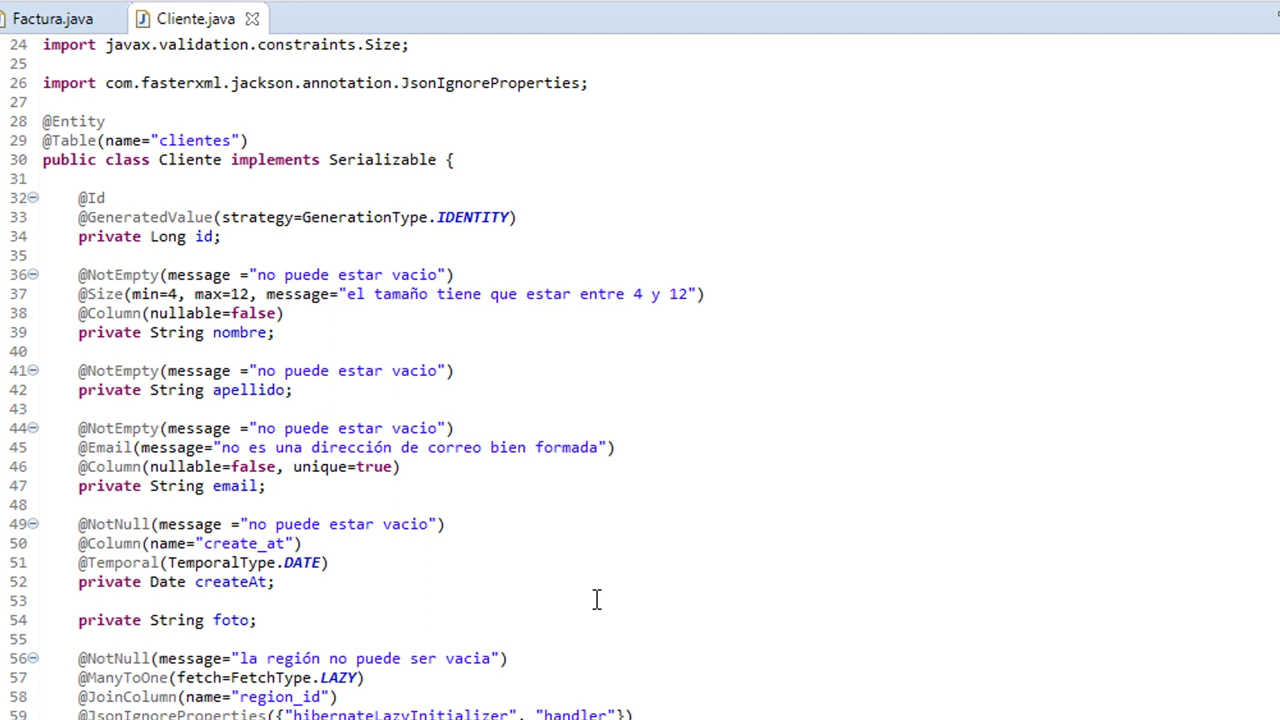 Factura.java Cliente.java
24 import javax.validation.constraints.Size;
25
26 import com.fasterxml.jackson.annotation.JsonIgnoreProperties;
27
28 @Entity
29 @Table(name="clientes")
30 public class Cliente implements Serializable {
31
32 @Id
33 @GeneratedValue(strategy=GenerationType.IDENTITY)
34 private Long id;
35
36 @NotEmpty(message ="no puede estar vacio")
37 @Size(min=4, max=12, message="el tamaño tiene que estar entre 4 y 12")
38 @Column(nullable=false)
39 private String nombre;
40
41 @NotEmpty(message ="no puede estar vacio")
42 private String apellido;
43
44 @NotEmpty(message ="no puede estar vacio")
45 @Email(message="no es una dirección de correo bien formada")
46 @Column(nullable=false, unique=true)
47 private String email;
48
49 @NotNull(message ="no puede estar vacio")
50 @Column(name="create_at")
51 @Temporal(TemporalType.DATE)
52 private Date createAt;
53
54 private String foto;
55
56 @NotNull(message="la región no puede ser vacia")
57 @ManyToOne(fetch=FetchType.LAZY)
58 @JoinColumn(name="region_id")
59 @JsonIgnoreProperties({"hibernateLazyInitializer", "handler"})